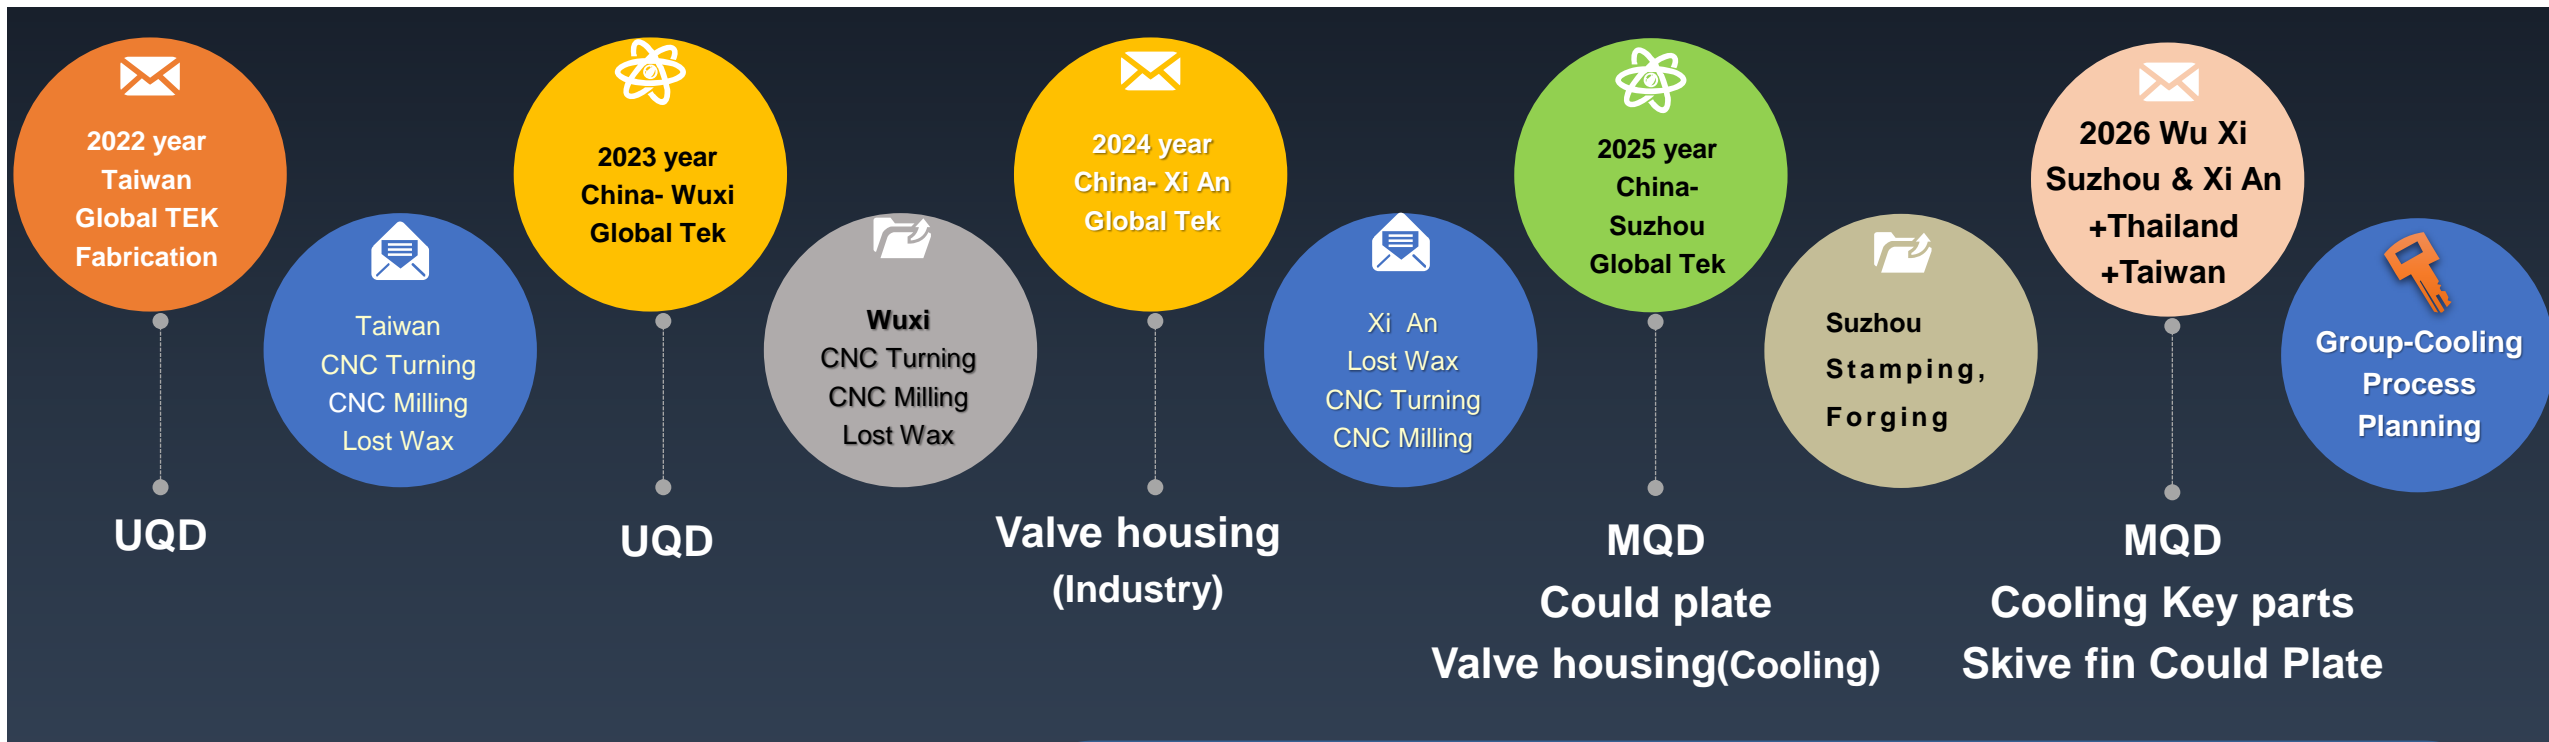 2022 year
Taiwan
Global TEK
Fabrication
Taiwan
CNC Turning
CNC Milling
Lost Wax
UQD
2023 year
China- Wuxi
Global Tek
Wuxi
CNC Turning
CNC Milling
Lost Wax
UQD
2024 year
China- Xi An
Global Tek
Xi An
Lost Wax
CNC Turning
CNC Milling
Valve housing
(Industry)
2025 year
China-
Suzhou
Global Tek
Suzhou
Stamping,
Forging
MQD
Could plate
Valve housing(Cooling)
2026 Wu Xi
Suzhou & Xi An
+Thailand
+Taiwan
Group-Cooling
Process
Planning
MQD
Cooling Key parts
Skive fin Could Plate